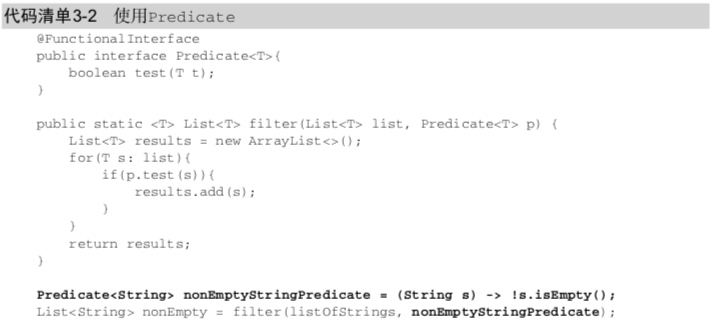 代码清单3-2 使用Predicate
@FunctionalInterface
public interface Predicate<T>{
    boolean test(T t);
}

public static <T> List<T> filter(List<T> list, Predicate<T> p) {
    List<T> results = new ArrayList<>();
    for(T s: list){
        if(p.test(s)){
            results.add(s);
        }
    }
    return results;
}

Predicate<String> nonEmptyStringPredicate = (String s) -> !s.isEmpty();
List<String> nonEmpty = filter(listOfStrings, nonEmptyStringPredicate);